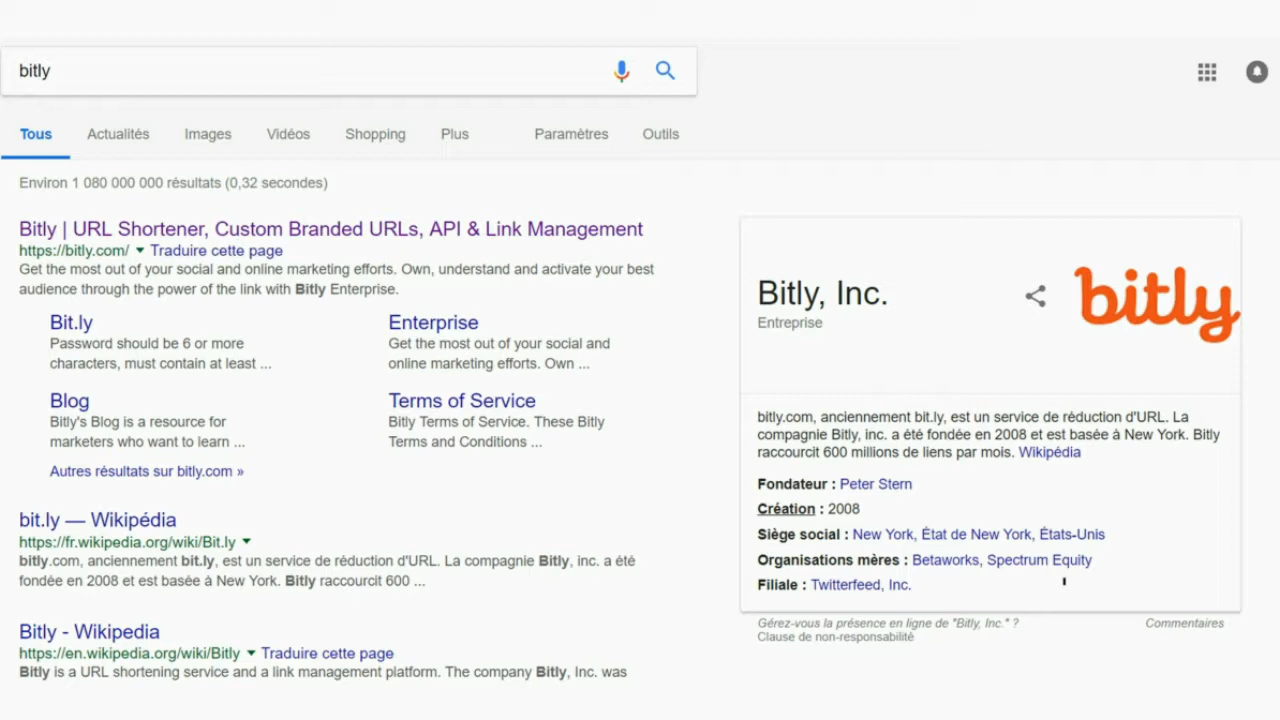 bitly
Tous Actualités Images Vidéos Shopping Plus Paramètres Outils
Environ 1 080 000 000 résultats (0,32 secondes)
Bitly | URL Shortener, Custom Branded URLs, API & Link Management
https://bitly.com/ Traduire cette page
Get the most out of your social and online marketing efforts. Own, understand and activate your best
audience through the power of the link with Bitly Enterprise.
Bit.ly
Password should be 6 or more
characters, must contain at least ...
Enterprise
Get the most out of your social and
online marketing efforts. Own ...
Blog
Bitly's Blog is a resource for
marketers who want to learn ...
Terms of Service
Bitly Terms of Service. These Bitly
Terms and Conditions ...
Autres résultats sur bitly.com »
bit.ly — Wikipédia
https://fr.wikipedia.org/wiki/Bit.ly
bitly.com, anciennement bit.ly, est un service de réduction d'URL. La compagnie Bitly, inc. a été
fondée en 2008 et est basée à New York. Bitly raccourcit 600 ...
Bitly - Wikipedia
https://en.wikipedia.org/wiki/Bitly Traduire cette page
Bitly is a URL shortening service and a link management platform. The company Bitly, Inc. was
Bitly, Inc.
Entreprise
bitly
bitly.com, anciennement bit.ly, est un service de réduction d'URL. La
compagnie Bitly, inc. a été fondée en 2008 et est basée à New York. Bitly
raccourcit 600 millions de liens par mois. Wikipédia
Fondateur : Peter Stern
Création : 2008
Siège social : New York, État de New York, États-Unis
Organisations mères : Betaworks, Spectrum Equity
Filiale : Twitterfeed, Inc.
Gérez-vous la présence en ligne de "Bitly, Inc." ? Commentaires
Clause de non-responsabilité